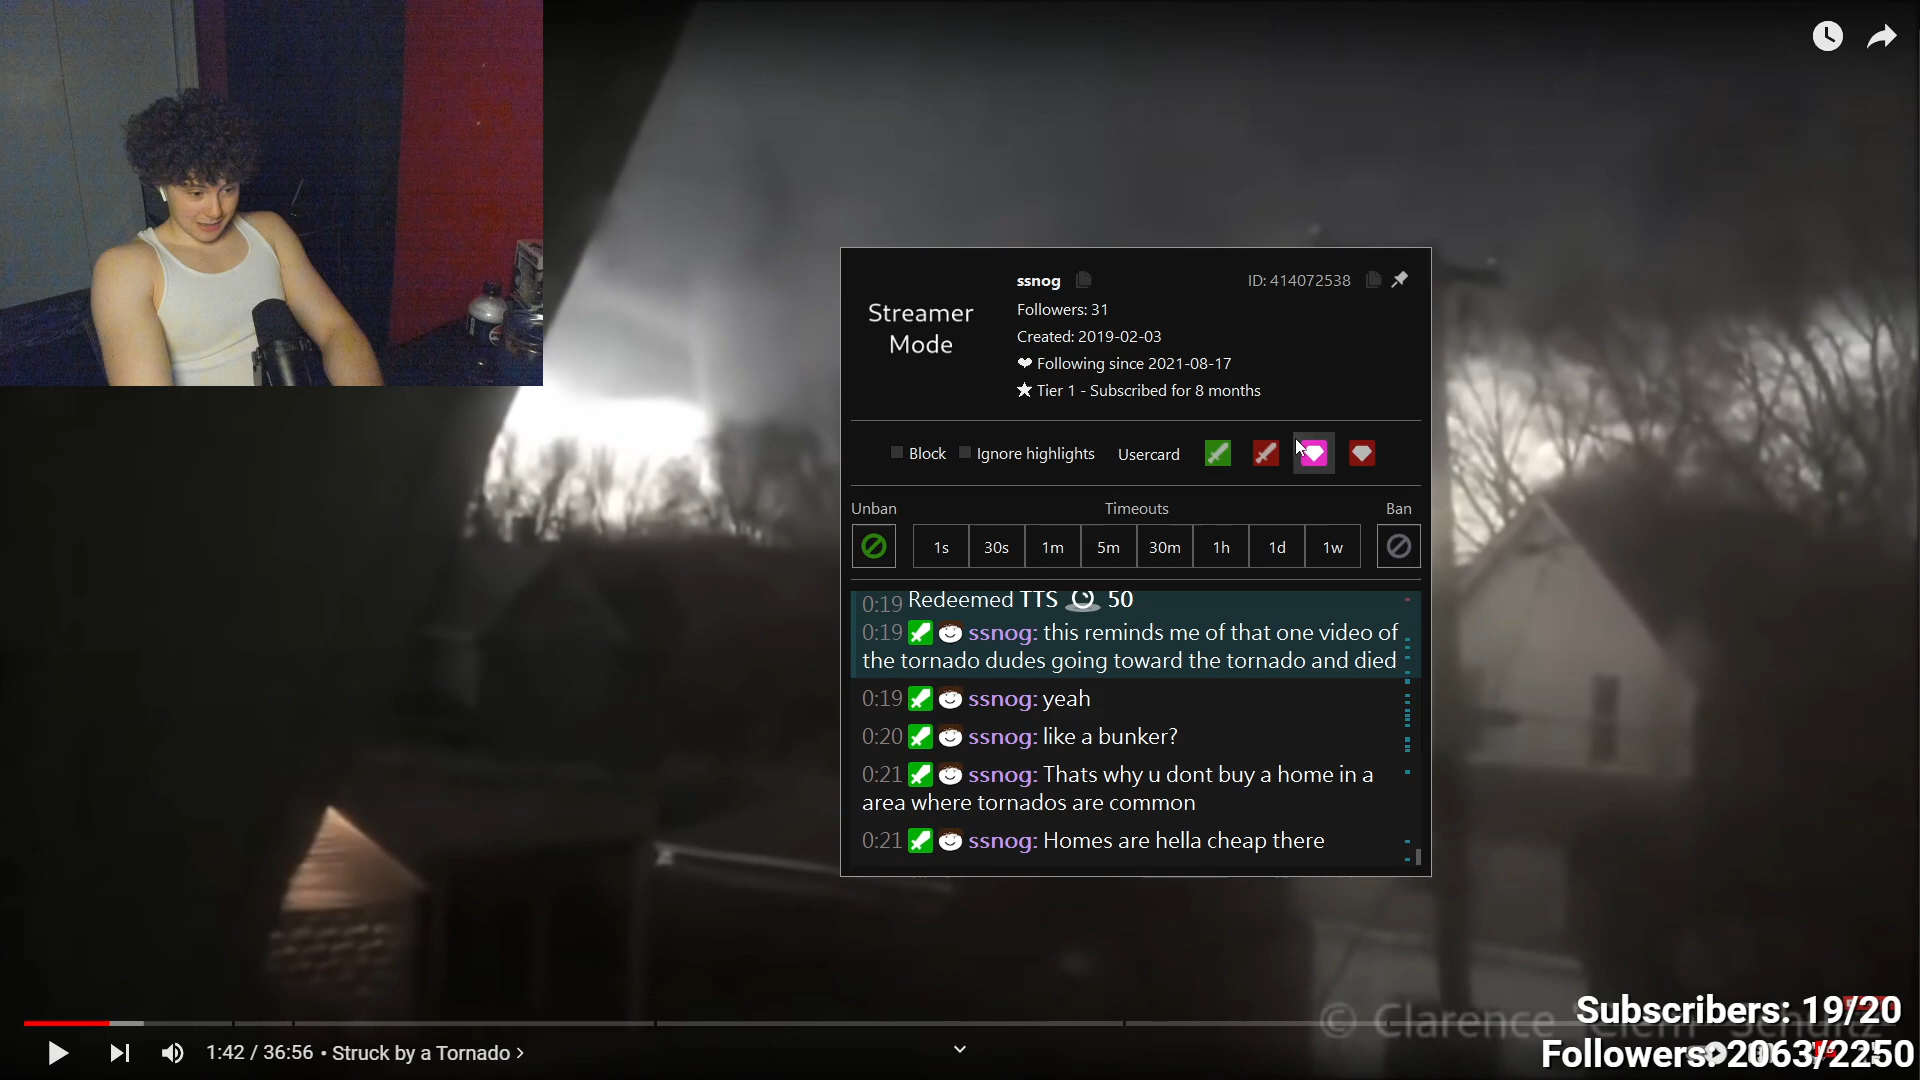 ssnog
ID: 414072538
Followers: 31
Created: 2019-02-03
Following since 2021-08-17
Tier 1 - Subscribed for 8 months
Streamer
Mode
Block
Ignore highlights
Usercard
Unban
Timeouts
Ban
1s 30s 1m 5m 30m 1h 1d 1w
0:19 Redeemed TTS 50
0:19 ssnog: this reminds me of that one video of
the tornado dudes going toward the tornado and died
0:19 ssnog: yeah
0:20 ssnog: like a bunker?
0:21 ssnog: Thats why u dont buy a home in a
area where tornados are common
0:21 ssnog: Homes are hella cheap there
© Clarence
Subscribers: 19/20
Followers: 2063/2250
1:42 / 36:56 • Struck by a Tornado >